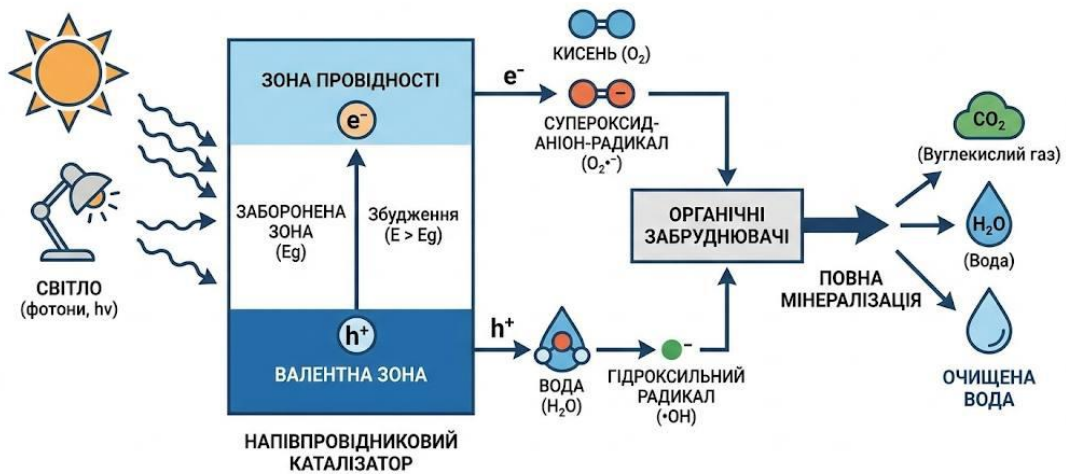 СВІТЛО
(фотони, hv)
ЗОНА ПРОВІДНОСТІ
e⁻
ЗАБОРОНЕНА
ЗОНА
(Eg)
Збудження
(E > Eg)
h⁺
ВАЛЕНТНА ЗОНА
НАПІВПРОВІДНИКОВИЙ
КАТАЛІЗАТОР
e⁻
КИСЕНЬ (O₂)
СУПЕРОКСИД-
АНІОН-РАДИКАЛ
(O₂•⁻)
h⁺
ВОДА
(H₂O)
ГІДРОКСИЛЬНИЙ
РАДИКАЛ
(•OH)
ОРГАНІЧНІ
ЗАБРУДНЮВАЧІ
ПОВНА
МІНЕРАЛІЗАЦІЯ
CO₂
(Вуглекислий газ)
H₂O
(Вода)
ОЧИЩЕНА
ВОДА